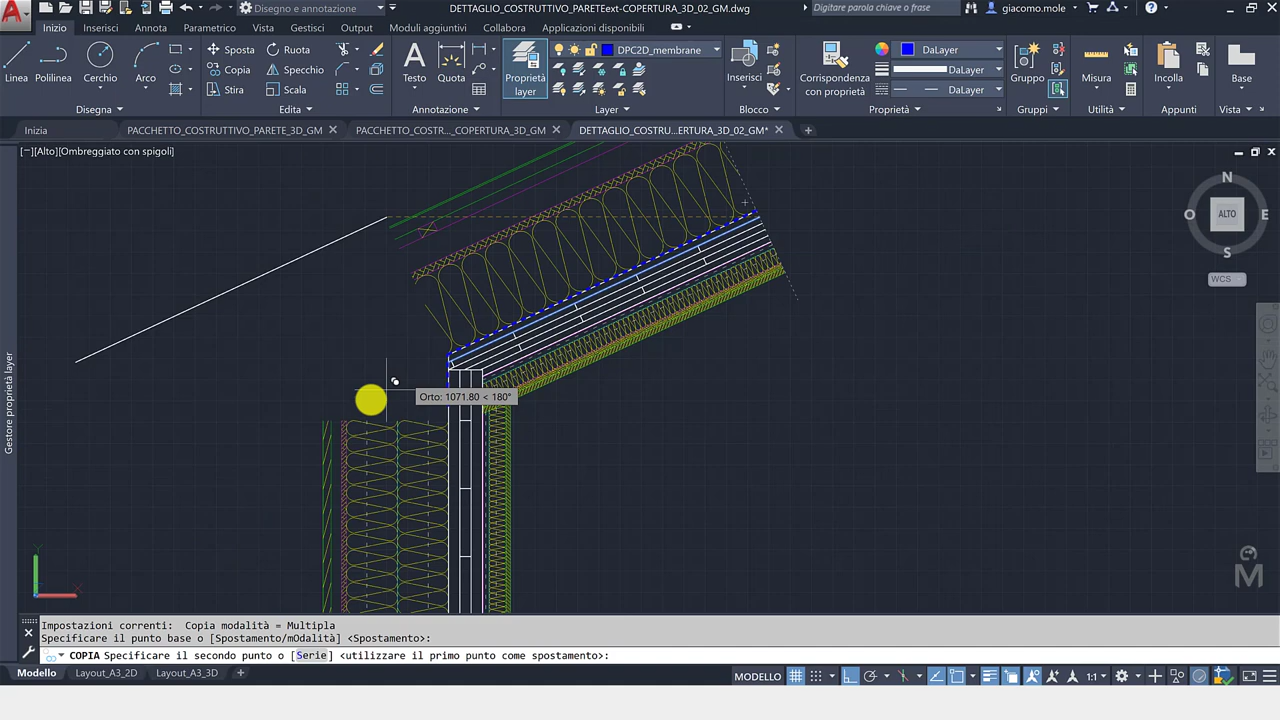 A
Disegno e annotazione
DETTAGLIO_COSTRUTTIVO_PARETEext-COPERTURA_3D_02_GM.dwg
Digitare parola chiave o frase
giacomo.mole
?
Inizio
Inserisci
Annota
Parametrico
Vista
Gestisci
Output
Moduli aggiuntivi
Collabora
Applicazioni disponibili
Linea
Polilinea
Cerchio
Arco
Sposta
Ruota
Copia
Specchio
Stira
Scala
Testo
Quota
Proprietà
layer
DPC2D_membrane
Inserisci
Corrispondenza
con proprietà
DaLayer
DaLayer
DaLayer
Gruppo
Misura
Incolla
Base
Disegna
Edita
Annotazione
Layer
Blocco
Proprietà
Gruppi
Utilità
Appunti
Vista
Inizia
PACCHETTO_COSTRUTTIVO_PARETE_3D_GM
PACCHETTO_COSTR..._COPERTURA_3D_GM
DETTAGLIO_COSTRU...ERTURA_3D_02_GM*
[−][Alto][Ombreggiato con spigoli]
N
O
ALTO
E
S
WCS
Gestore proprietà layer
Orto: 1071.80 < 180°
Y
X
M
Impostazioni correnti:  Copia modalità = Multipla
Specificare il punto base o [Spostamento/mOdalità] <Spostamento>:
COPIA Specificare il secondo punto o [Serie] <utilizzare il primo punto come spostamento>:
Modello
Layout_A3_2D
Layout_A3_3D
MODELLO
1:1